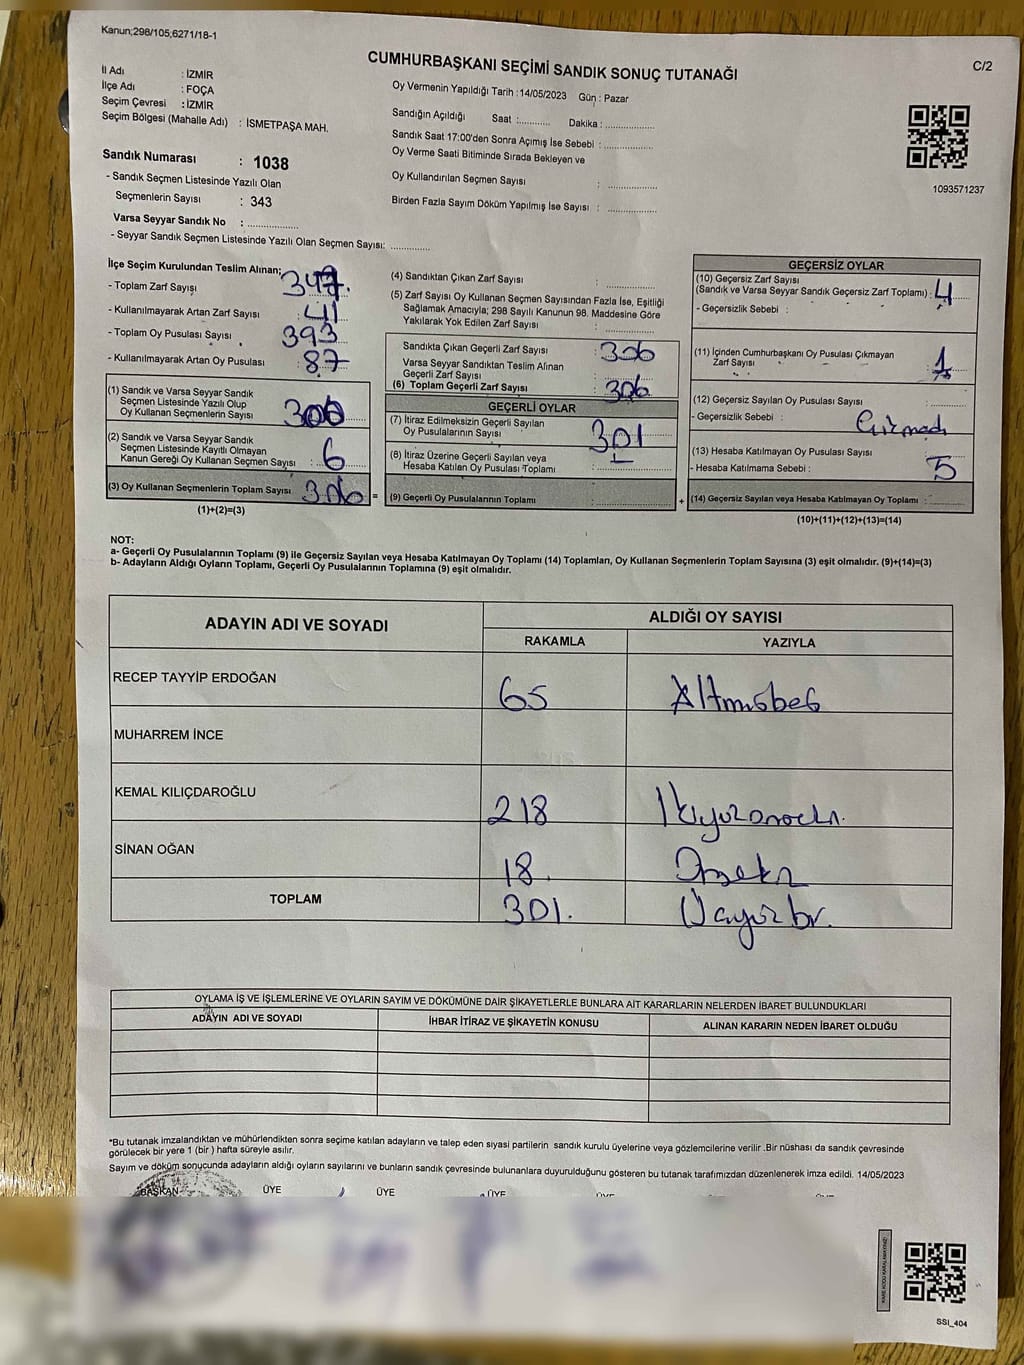 Kanun;298/105,6271/18-1
C/2
CUMHURBAŞKANI SEÇİMİ SANDIK SONUÇ TUTANAĞI
İl Adı : İZMİR
İlçe Adı : FOÇA
Seçim Çevresi : İZMİR
Seçim Bölgesi (Mahalle Adı) : İSMETPAŞA MAH.
Sandık Numarası : 1038
- Sandık Seçmen Listesinde Yazılı Olan
Seçmenlerin Sayısı : 343
Varsa Seyyar Sandık No : ................
- Seyyar Sandık Seçmen Listesinde Yazılı Olan Seçmen Sayısı: ............
Oy Vermenin Yapıldığı Tarih :14/05/2023 Gün : Pazar
Sandığın Açıldığı Saat :.......... Dakika : ...............
Sandık Saat 17:00'den Sonra Açımış İse Sebebi : ...............
Oy Verme Saati Bitiminde Sırada Bekleyen ve
Oy Kullandırılan Seçmen Sayısı : ...............
Birden Fazla Sayım Döküm Yapılmış İse Sayısı : ...............
1093571237
İlçe Seçim Kurulundan Teslim Alınan;
- Toplam Zarf Sayısı 347.
- Kullanılmayarak Artan Zarf Sayısı : 41
- Toplam Oy Pusulası Sayısı : 393
- Kullanılmayarak Artan Oy Pusulası : 87
(1) Sandık ve Varsa Seyyar Sandık
Seçmen Listesinde Yazılı Olup
Oy Kullanan Seçmenlerin Sayısı : 300
(2) Sandık ve Varsa Seyyar Sandık
Seçmen Listesinde Kayıtlı Olmayan
Kanun Gereği Oy Kullanan Seçmen Sayısı : 6
(3) Oy Kullanan Seçmenlerin Toplam Sayısı 306 =
(1)+(2)=(3)
(4) Sandıktan Çıkan Zarf Sayısı : ...............
(5) Zarf Sayısı Oy Kullanan Seçmen Sayısından Fazla İse, Eşitliği
Sağlamak Amacıyla; 298 Sayılı Kanunun 98. Maddesine Göre
Yakılarak Yok Edilen Zarf Sayısı : ...............
Sandıkta Çıkan Geçerli Zarf Sayısı : 306
Varsa Seyyar Sandıktan Teslim Alınan
Geçerli Zarf Sayısı :
(6) Toplam Geçerli Zarf Sayısı : 306
GEÇERLİ OYLAR
(7) İtiraz Edilmeksizin Geçerli Sayılan
Oy Pusulalarının Sayısı : 301
(8) İtiraz Üzerine Geçerli Sayılan veya
Hesaba Katılan Oy Pusulası Toplamı : –
(9) Geçerli Oy Pusulalarının Toplamı : ............... +
GEÇERSİZ OYLAR
(10) Geçersiz Zarf Sayısı
(Sandık ve Varsa Seyyar Sandık Geçersiz Zarf Toplamı) : 4
- Geçersizlik Sebebi :
(11) İçinden Cumhurbaşkanı Oy Pusulası Çıkmayan
Zarf Sayısı : 1
(12) Geçersiz Sayılan Oy Pusulası Sayısı :
- Geçersizlik Sebebi :
(13) Hesaba Katılmayan Oy Pusulası Sayısı :
- Hesaba Katılmama Sebebi : 5
(14) Geçersiz Sayılan veya Hesaba Katılmayan Oy Toplamı : ............
(10)+(11)+(12)+(13)=(14)
NOT:
a- Geçerli Oy Pusulalarının Toplamı (9) ile Geçersiz Sayılan veya Hesaba Katılmayan Oy Toplamı (14) Toplamları, Oy Kullanan Seçmenlerin Toplam Sayısına (3) eşit olmalıdır. (9)+(14)=(3)
b- Adayların Aldığı Oyların Toplamı, Geçerli Oy Pusulalarının Toplamına (9) eşit olmalıdır.
ADAYIN ADI VE SOYADI
ALDIĞI OY SAYISI
RAKAMLA YAZIYLA
RECEP TAYYİP ERDOĞAN 65 Altmışbeş
MUHARREM İNCE
KEMAL KILIÇDAROĞLU 218 İkiyüzonsekiz.
SİNAN OĞAN 18. Onsekiz
TOPLAM 301. Üçyüzbir.
OYLAMA İŞ VE İŞLEMLERİNE VE OYLARIN SAYIM VE DÖKÜMÜNE DAİR ŞİKAYETLERLE BUNLARA AİT KARARLARIN NELERDEN İBARET BULUNDUKLARI
ADAYIN ADI VE SOYADI İHBAR İTİRAZ VE ŞİKAYETİN KONUSU ALINAN KARARIN NEDEN İBARET OLDUĞU
*Bu tutanak imzalandıktan ve mühürlendikten sonra seçime katılan adayların ve talep eden siyasi partilerin sandık kurulu üyelerine veya gözlemcilerine verilir .Bir nüshası da sandık çevresinde
görülecek bir yere 1 (bir ) hafta süreyle asılır.
Sayım ve döküm sonucunda adayların aldığı oyların sayılarını ve bunların sandık çevresinde bulunanlara duyurulduğunu gösteren bu tutanak tarafımızdan düzenlenerek imza edildi. 14/05/2023
BAŞKAN ÜYE ÜYE ÜYE
KARE KODU KARALAMAYINIZ!
SSI_404